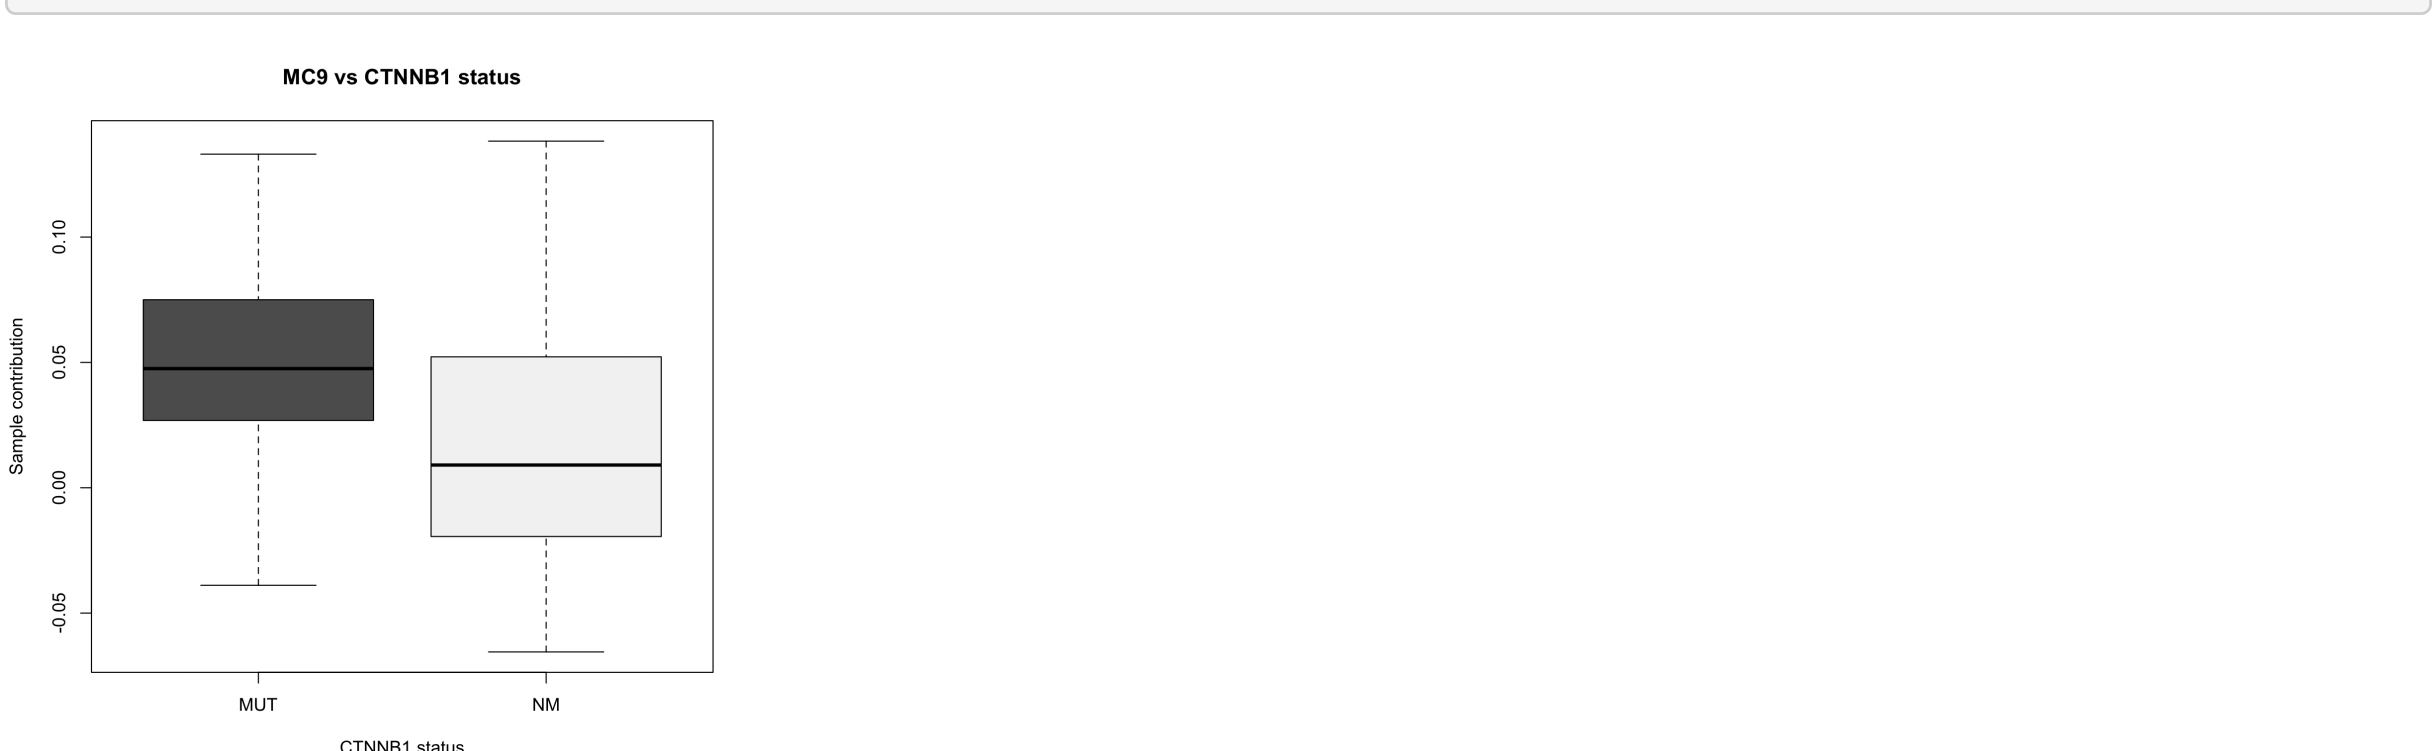 MC9 vs CTNNB1 status
0.10
0.05
0.00
-0.05
Sample contribution
MUT
NM
CTNNB1 status